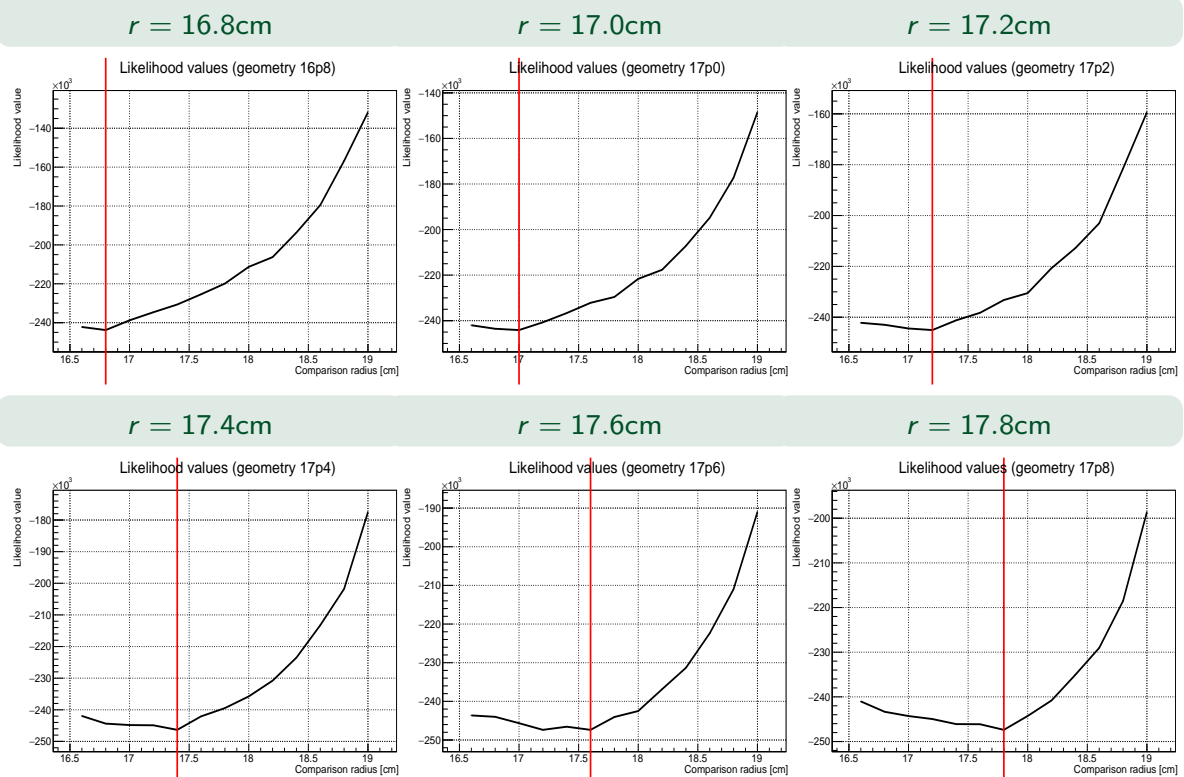 r = 16.8cm
r = 17.0cm
r = 17.2cm
Likelihood values (geometry 16p8)
×10³
Likelihood value
−140
−160
−180
−200
−220
−240
16.5 17 17.5 18 18.5 19
Comparison radius [cm]
Likelihood values (geometry 17p0)
×10³
Likelihood value
−140
−160
−180
−200
−220
−240
16.5 17 17.5 18 18.5 19
Comparison radius [cm]
Likelihood values (geometry 17p2)
×10³
Likelihood value
−160
−180
−200
−220
−240
16.5 17 17.5 18 18.5 19
Comparison radius [cm]
r = 17.4cm
r = 17.6cm
r = 17.8cm
Likelihood values (geometry 17p4)
×10³
Likelihood value
−180
−190
−200
−210
−220
−230
−240
−250
16.5 17 17.5 18 18.5 19
Comparison radius [cm]
Likelihood values (geometry 17p6)
×10³
Likelihood value
−190
−200
−210
−220
−230
−240
−250
16.5 17 17.5 18 18.5 19
Comparison radius [cm]
Likelihood values (geometry 17p8)
×10³
Likelihood value
−200
−210
−220
−230
−240
−250
16.5 17 17.5 18 18.5 19
Comparison radius [cm]